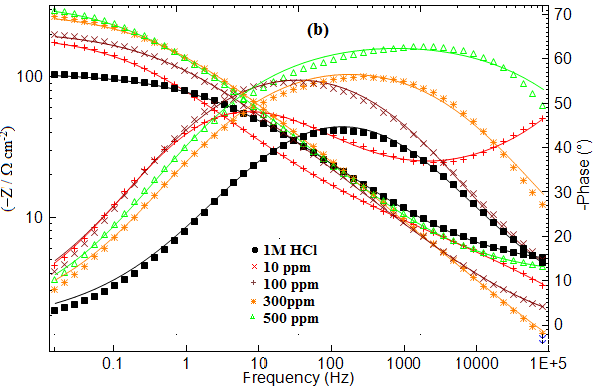 (b)
70
60
50
40
30
20
10
0
-Phase (°)
100
10
(−Z / Ω cm⁻²)
1M HCl
10 ppm
100 ppm
300ppm
500 ppm
0.1 1 10 100 1000 10000 1E+5
Frequency (Hz)